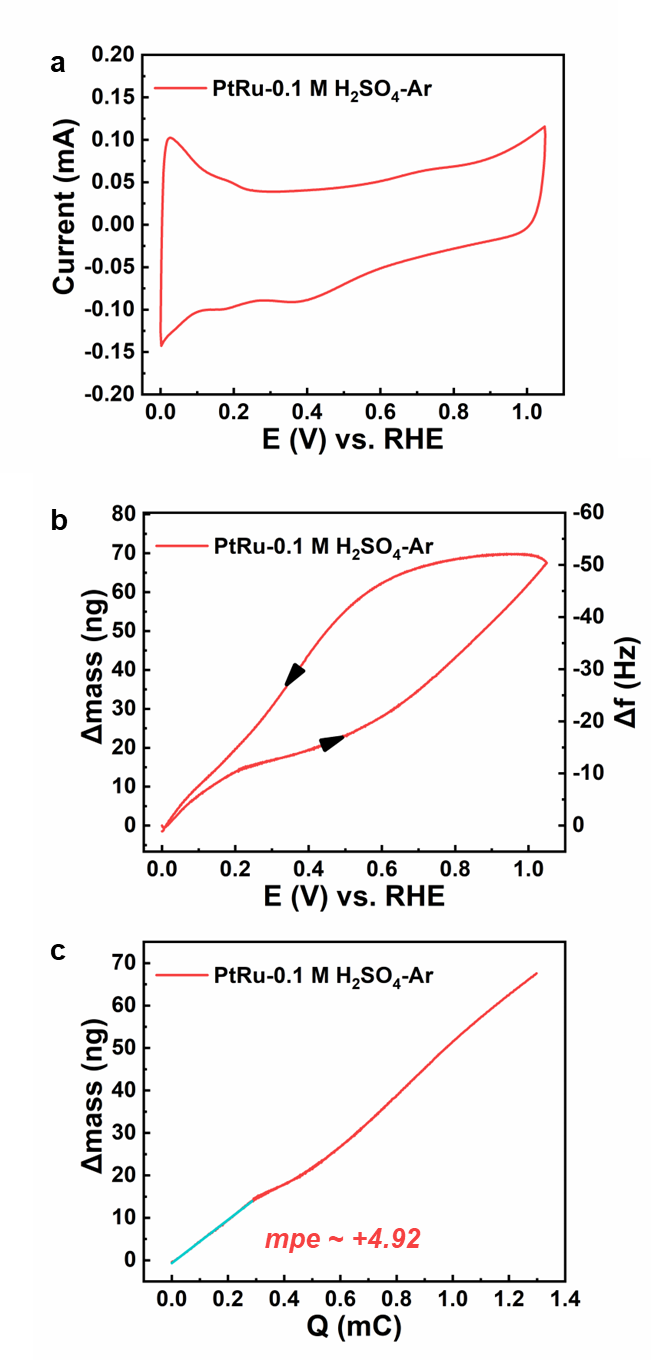 a
0.20
0.15
0.10
0.05
0.00
-0.05
-0.10
-0.15
-0.20
Current (mA)
PtRu-0.1 M H₂SO₄-Ar
0.0 0.2 0.4 0.6 0.8 1.0
E (V) vs. RHE
b
80
70
60
50
40
30
20
10
0
Δmass (ng)
PtRu-0.1 M H₂SO₄-Ar
-60
-50
-40
-30
-20
-10
0
Δf (Hz)
0.0 0.2 0.4 0.6 0.8 1.0
E (V) vs. RHE
c
70
60
50
40
30
20
10
0
Δmass (ng)
PtRu-0.1 M H₂SO₄-Ar
mpe ~ +4.92
0.0 0.2 0.4 0.6 0.8 1.0 1.2 1.4
Q (mC)